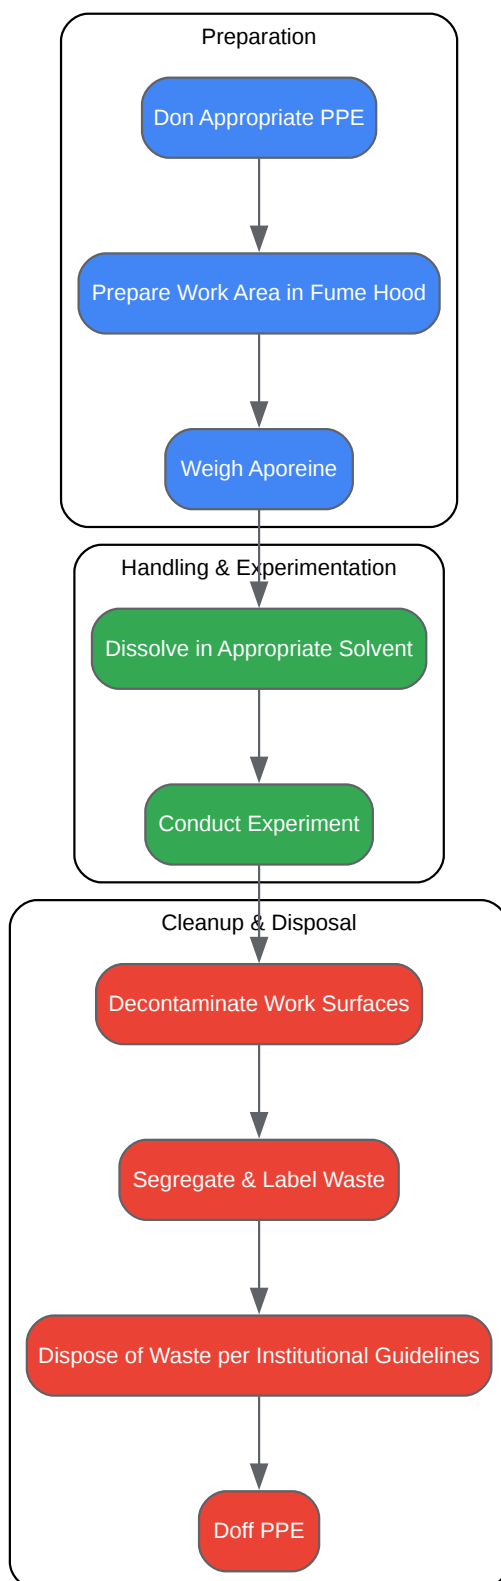 Preparation
Don Appropriate PPE
Prepare Work Area in Fume Hood
Weigh Aporeine
Handling & Experimentation
Dissolve in Appropriate Solvent
Conduct Experiment
Cleanup & Disposal
Decontaminate Work Surfaces
Segregate & Label Waste
Dispose of Waste per Institutional Guidelines
Doff PPE